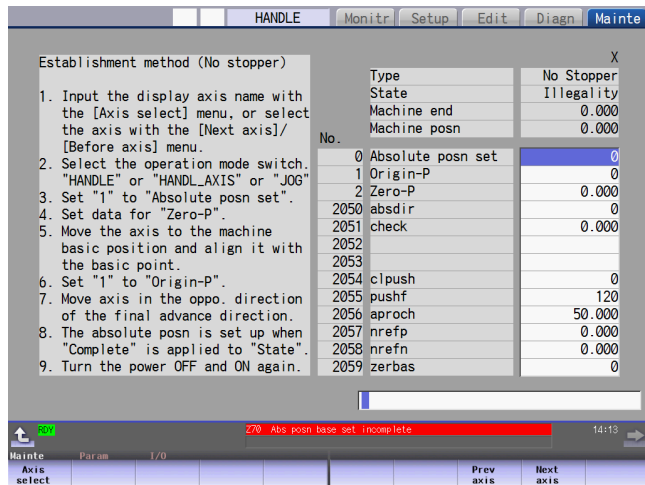 HANDLE Monitr Setup Edit Diagn Mainte
Establishment method (No stopper)
1. Input the display axis name with
the [Axis select] menu, or select
the axis with the [Next axis]/
[Before axis] menu.
2. Select the operation mode switch.
"HANDLE" or "HANDL_AXIS" or "JOG"
3. Set "1" to "Absolute posn set".
4. Set data for "Zero-P".
5. Move the axis to the machine
basic position and align it with
the basic point.
6. Set "1" to "Origin-P".
7. Move axis in the oppo. direction
of the final advance direction.
8. The absolute posn is set up when
"Complete" is applied to "State".
9. Turn the power OFF and ON again.
X
Type No Stopper
State Illegality
Machine end 0.000
Machine posn 0.000
No.
0 Absolute posn set 0
1 Origin-P 0
2 Zero-P 0.000
2050 absdir 0
2051 check 0.000
2052
2053
2054 clpush 0
2055 pushf 120
2056 aproch 50.000
2057 nrefp 0.000
2058 nrefn 0.000
2059 zerbas 0
RDY Z70 Abs posn base set incomplete 14:13
Mainte Param I/O
Axis select Prev axis Next axis